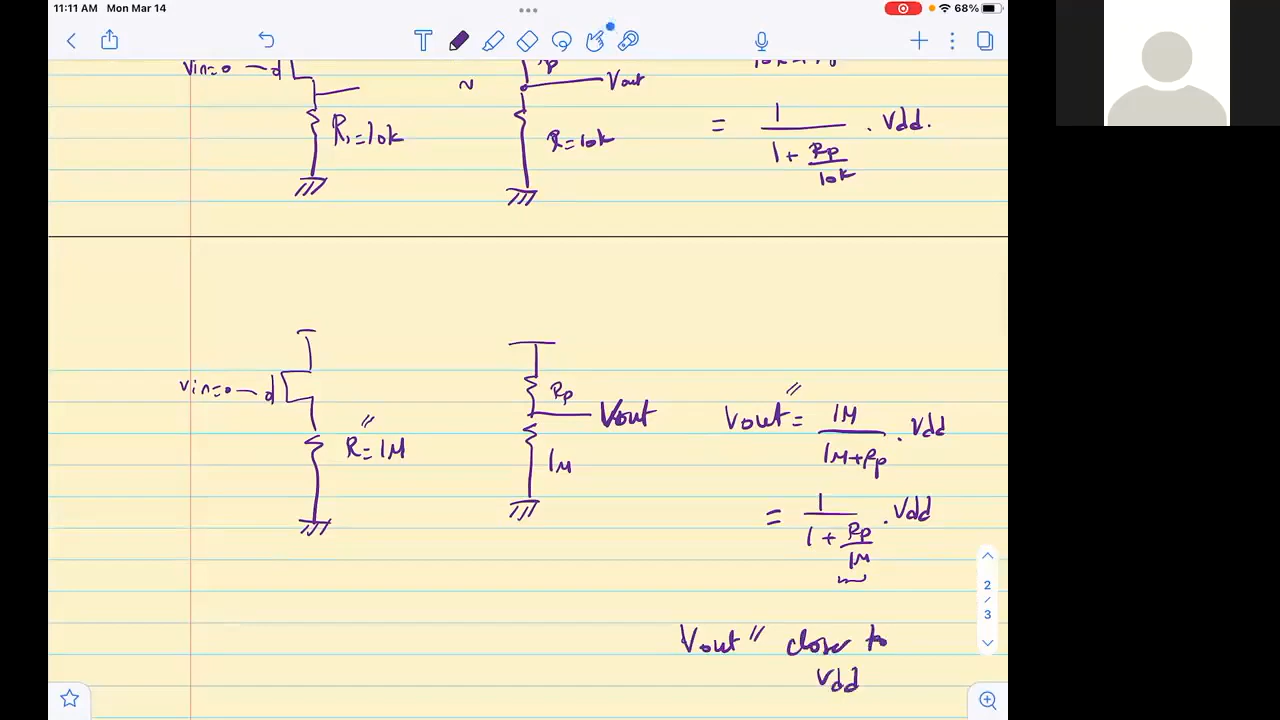 11:11 AM Mon Mar 14
68%
Vin=0
Rp
Vout
R1=10k
R=10k
= 1 / (1 + Rp/10k) . Vdd.
Vin=0
R''=1M
Rp
Vout
1M
Vout'' = 1M / (1M+Rp) . Vdd
= 1 / (1 + Rp/1M) . Vdd
Vout'' closer to
Vdd
2
/
3